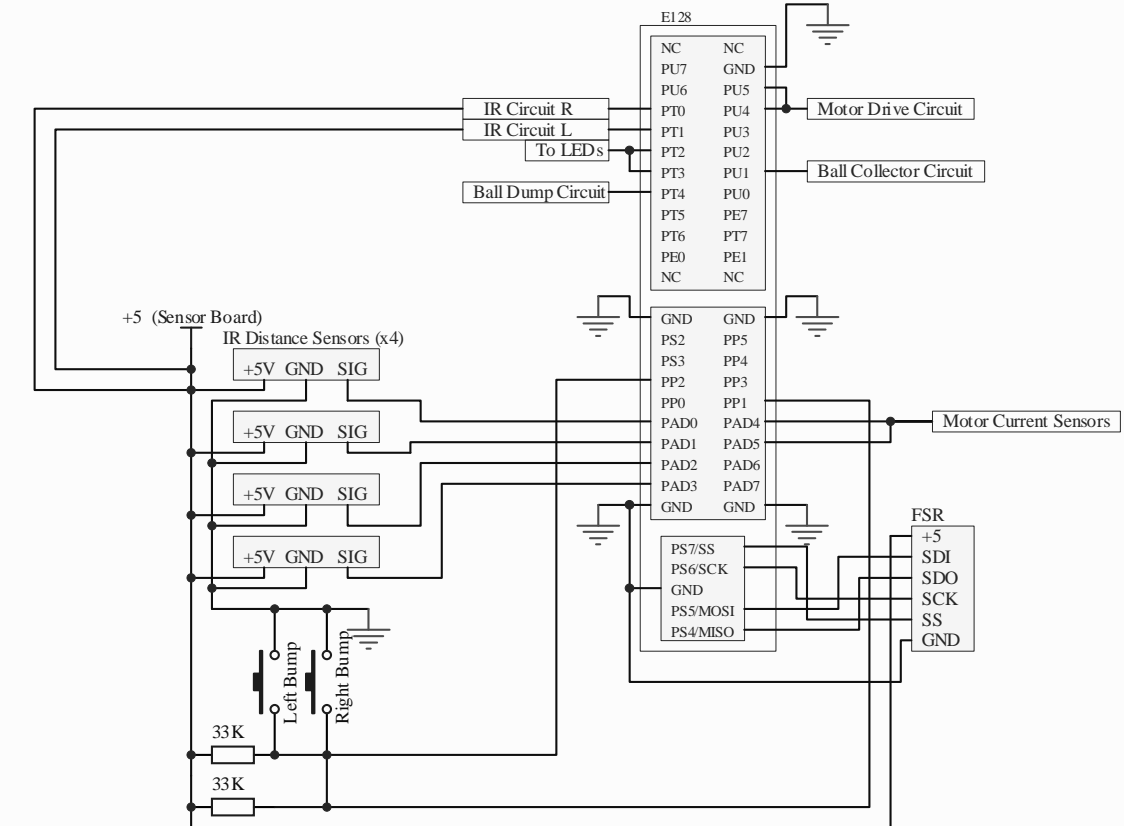 E128
NC NC
PU7 GND
PU6 PU5
IR Circuit R PT0 PU4 Motor Drive Circuit
IR Circuit L PT1 PU3
To LEDs PT2 PU2
PT3 PU1 Ball Collector Circuit
Ball Dump Circuit PT4 PU0
PT5 PE7
PT6 PT7
PE0 PE1
NC NC
+5 (Sensor Board)
GND GND
IR Distance Sensors (x4)
PS2 PP5
PS3 PP4
+5V GND SIG
PP2 PP3
PP0 PP1
PAD0 PAD4 Motor Current Sensors
+5V GND SIG
PAD1 PAD5
PAD2 PAD6
PAD3 PAD7
+5V GND SIG
GND GND
FSR
+5
PS7/SS
+5V GND SIG
SDI
PS6/SCK
SDO
GND
SCK
PS5/MOSI
SS
PS4/MISO
GND
Left Bump
Right Bump
33K
33K